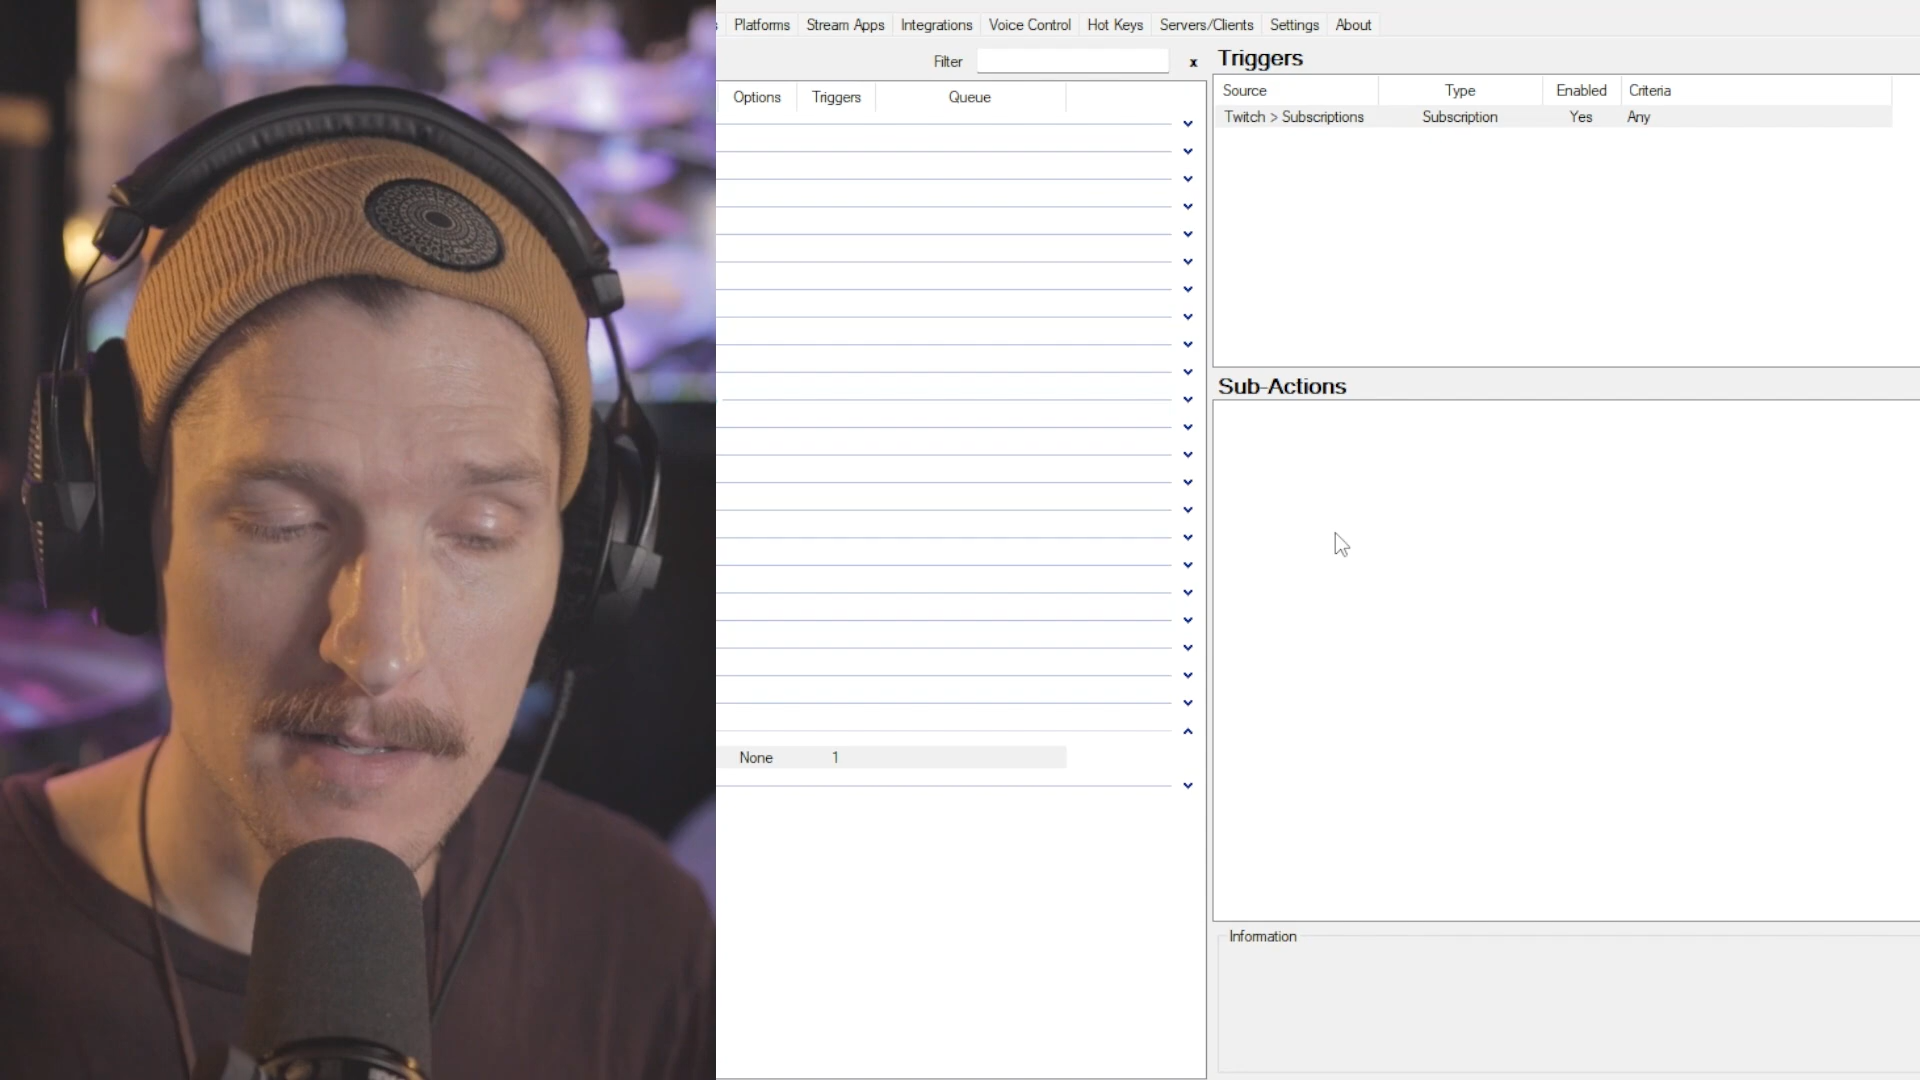 Platforms Stream Apps Integrations Voice Control Hot Keys Servers/Clients Settings About
Filter x
Options Triggers Queue
None 1
Triggers
Source Type Enabled Criteria
Twitch > Subscriptions Subscription Yes Any
Sub-Actions
Information